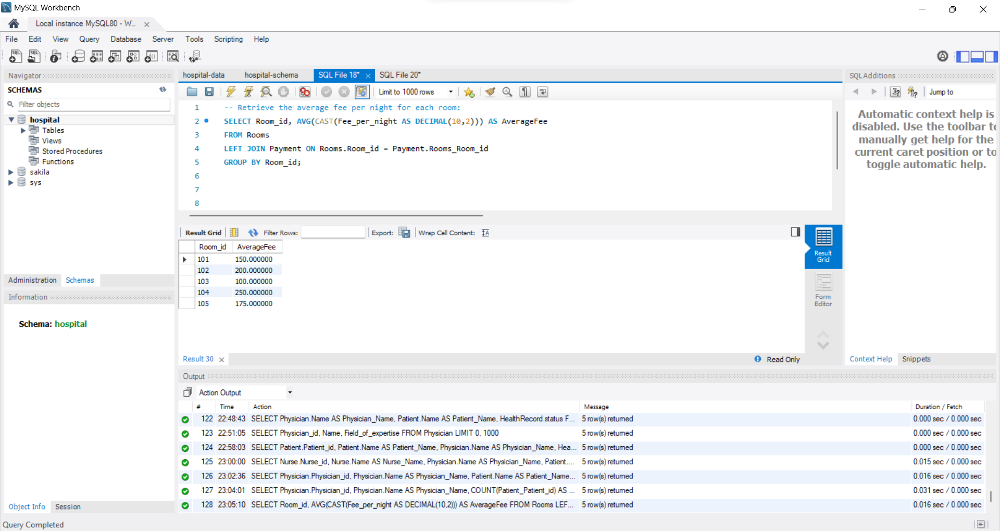 MySQL Workbench
Local instance MySQL80 - W...
File Edit View Query Database Server Tools Scripting Help
Navigator
SCHEMAS
Filter objects
hospital
Tables
Views
Stored Procedures
Functions
sakila
sys
Administration Schemas
Information
Schema: hospital
Object Info Session
Query Completed
hospital-data hospital-schema SQL File 18* SQL File 20*
Limit to 1000 rows
1 -- Retrieve the average fee per night for each room:
2 SELECT Room_id, AVG(CAST(Fee_per_night AS DECIMAL(10,2))) AS AverageFee
3 FROM Rooms
4 LEFT JOIN Payment ON Rooms.Room_id = Payment.Rooms_Room_id
5 GROUP BY Room_id;
6
7
8
Result Grid Filter Rows: Export: Wrap Cell Content:
Room_id AverageFee
101 150.000000
102 200.000000
103 100.000000
104 250.000000
105 175.000000
Result
Grid
Form
Editor
Result 30 Read Only
SQLAdditions
Jump to
Automatic context help is
disabled. Use the toolbar to
manually get help for the
current caret position or to
toggle automatic help.
Context Help Snippets
Output
Action Output
# Time Action Message Duration / Fetch
122 22:48:43 SELECT Physician.Name AS Physician_Name, Patient.Name AS Patient_Name, HealthRecord.status F... 5 row(s) returned 0.000 sec / 0.000 sec
123 22:51:05 SELECT Physician_id, Name, Field_of_expertise FROM Physician LIMIT 0, 1000 5 row(s) returned 0.000 sec / 0.000 sec
124 22:58:03 SELECT Patient.Patient_id, Patient.Name AS Patient_Name, Physician.Name AS Physician_Name, Hea... 5 row(s) returned 0.000 sec / 0.000 sec
125 23:00:00 SELECT Nurse.Nurse_id, Nurse.Name AS Nurse_Name, Physician.Name AS Physician_Name, Patient.... 5 row(s) returned 0.015 sec / 0.000 sec
126 23:02:36 SELECT Physician.Physician_id, Physician.Name AS Physician_Name, Patient.Name AS Patient_Name... 5 row(s) returned 0.016 sec / 0.000 sec
127 23:04:01 SELECT Physician.Physician_id, Physician.Name AS Physician_Name, COUNT(Patient_Patient_id) AS ... 5 row(s) returned 0.031 sec / 0.000 sec
128 23:05:10 SELECT Room_id, AVG(CAST(Fee_per_night AS DECIMAL(10,2))) AS AverageFee FROM Rooms LEF... 5 row(s) returned 0.016 sec / 0.000 sec